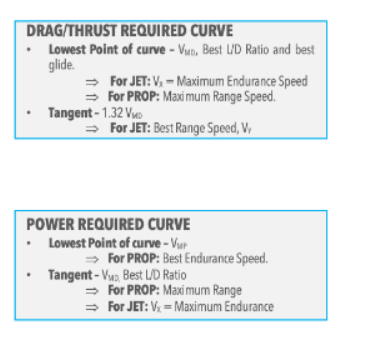 DRAG/THRUST REQUIRED CURVE
• Lowest Point of curve – VMD, Best L/D Ratio and best
glide.
⇒ For JET: VX = Maximum Endurance Speed
⇒ For PROP: Maximum Range Speed.
• Tangent – 1.32 VMD
⇒ For JET: Best Range Speed, VY
POWER REQUIRED CURVE
• Lowest Point of curve – VMP
⇒ For PROP: Best Endurance Speed.
• Tangent – VMD, Best L/D Ratio
⇒ For PROP: Maximum Range
⇒ For JET: VX = Maximum Endurance